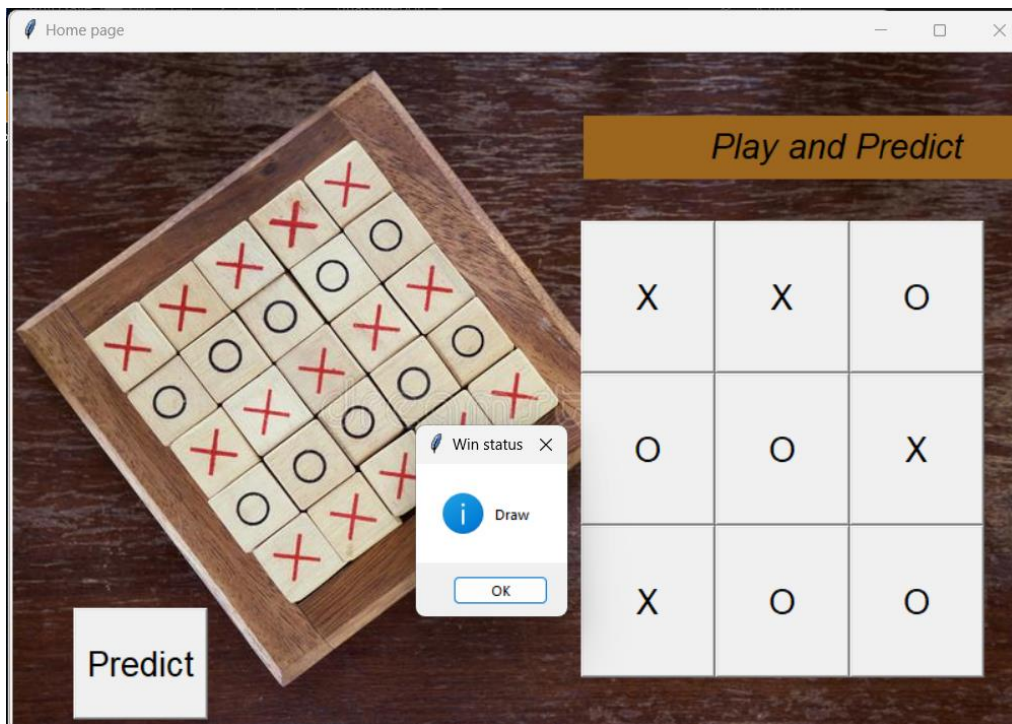 Home page
Play and Predict
X X O
O O X
X O O
Win status
Draw
OK
Predict